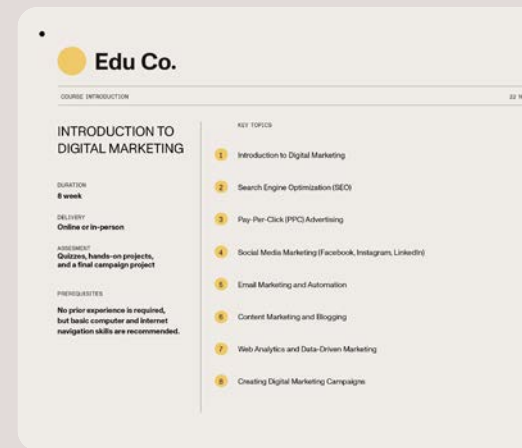 Edu Co.
COURSE INTRODUCTION
22
INTRODUCTION TO
DIGITAL MARKETING
DURATION
8 week
DELIVERY
Online or in-person
ASSESMENT
Quizzes, hands-on projects,
and a final campaign project
PREREQUISITES
No prior experience is required,
but basic computer and internet
navigation skills are recommended.
KEY TOPICS
1 Introduction to Digital Marketing
2 Search Engine Optimization (SEO)
3 Pay-Per-Click (PPC) Advertising
4 Social Media Marketing (Facebook, Instagram, LinkedIn)
5 Email Marketing and Automation
6 Content Marketing and Blogging
7 Web Analytics and Data-Driven Marketing
8 Creating Digital Marketing Campaigns